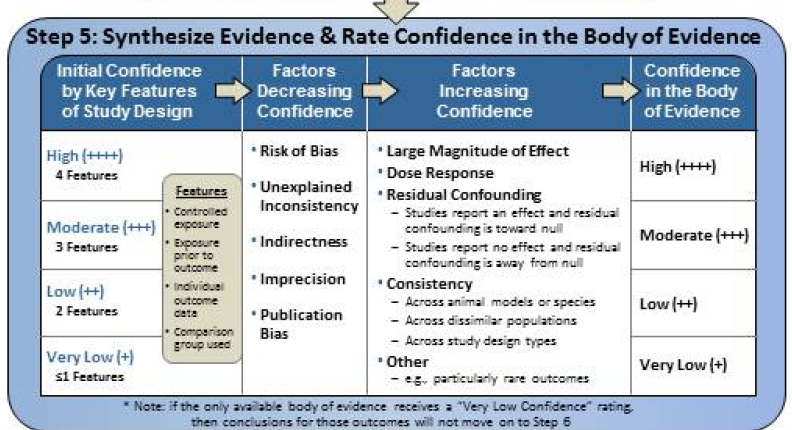 Step 5: Synthesize Evidence & Rate Confidence in the Body of Evidence
Initial Confidence
by Key Features
of Study Design
Factors
Decreasing
Confidence
Factors
Increasing
Confidence
Confidence
in the Body
of Evidence
High (++++)
4 Features
Moderate (+++)
3 Features
Low (++)
2 Features
Very Low (+)
≤1 Features
Features
• Controlled
exposure
• Exposure
prior to
outcome
• Individual
outcome
data
• Comparison
group used
• Risk of Bias
• Unexplained
Inconsistency
• Indirectness
• Imprecision
• Publication
Bias
• Large Magnitude of Effect
• Dose Response
• Residual Confounding
– Studies report an effect and residual
confounding is toward null
– Studies report no effect and residual
confounding is away from null
• Consistency
– Across animal models or species
– Across dissimilar populations
– Across study design types
• Other
– e.g., particularly rare outcomes
High (++++)
Moderate (+++)
Low (++)
Very Low (+)
* Note: if the only available body of evidence receives a "Very Low Confidence" rating,
then conclusions for those outcomes will not move on to Step 6